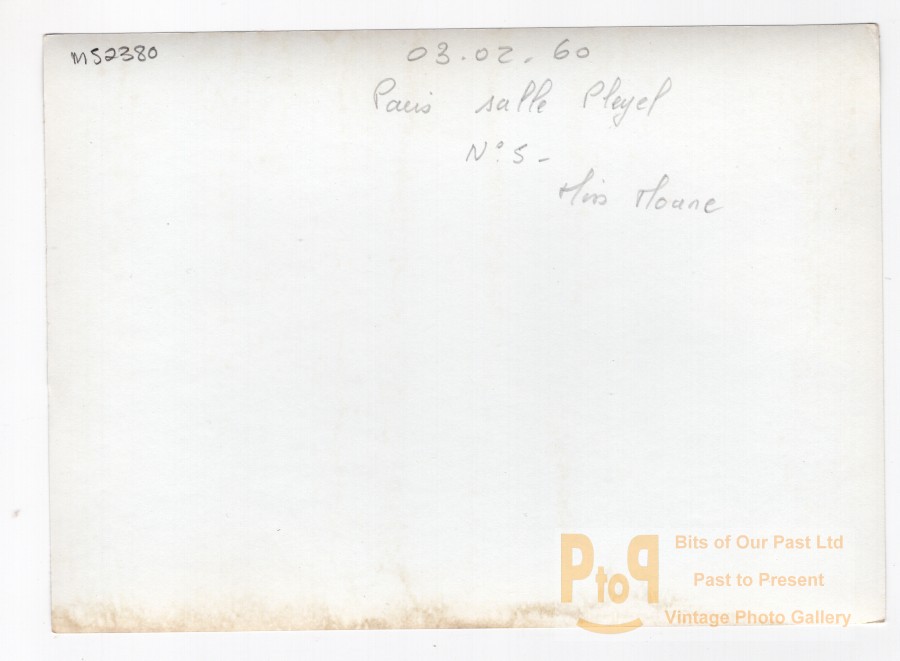 MS2380
03.02.60
Paris salle Pleyel
N° 5 -
Miss
PtoP
Bits of Our Past Ltd
Past to Present
Vintage Photo Gallery